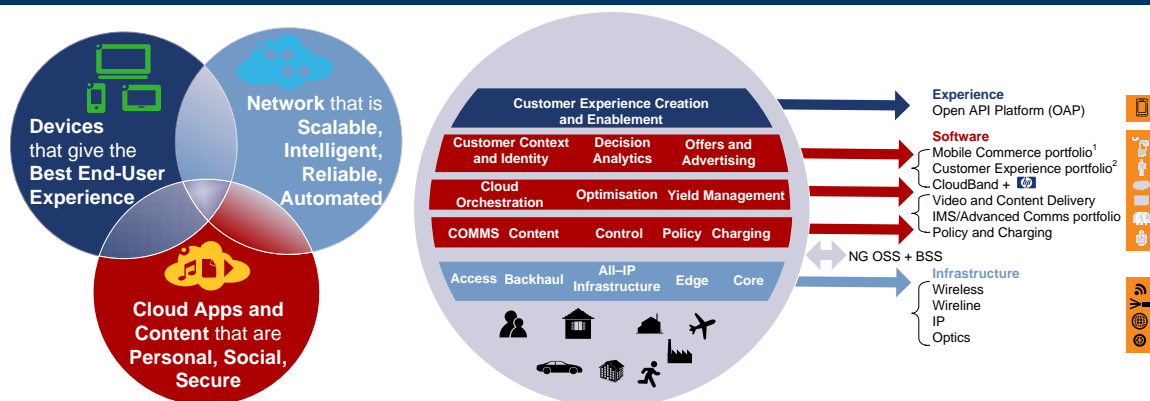 Devices
that give the
Best End-User
Experience
Network that is
Scalable,
Intelligent,
Reliable,
Automated
Cloud Apps and
Content that are
Personal, Social,
Secure
Customer Experience Creation
and Enablement
Customer Context
and Identity
Decision
Analytics
Offers and
Advertising
Cloud
Orchestration
Optimisation
Yield Management
COMMS
Content
Control
Policy
Charging
Access
Backhaul
All–IP
Infrastructure
Edge
Core
Experience
Open API Platform (OAP)
Software
Mobile Commerce portfolio¹
Customer Experience portfolio²
CloudBand + hp
Video and Content Delivery
IMS/Advanced Comms portfolio
Policy and Charging
NG OSS + BSS
Infrastructure
Wireless
Wireline
IP
Optics